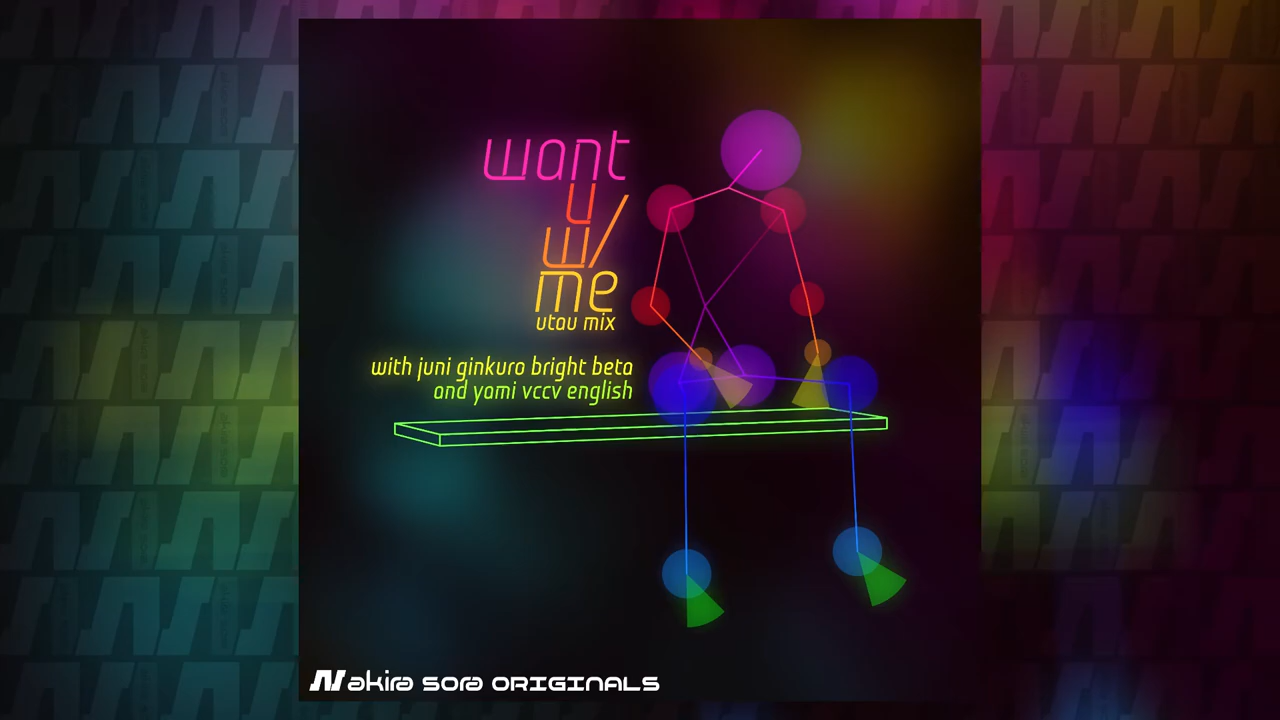 want
u
w/
me
utau mix
with juni ginkuro bright beta
and yami vccv english
akira sora ORIGINALS